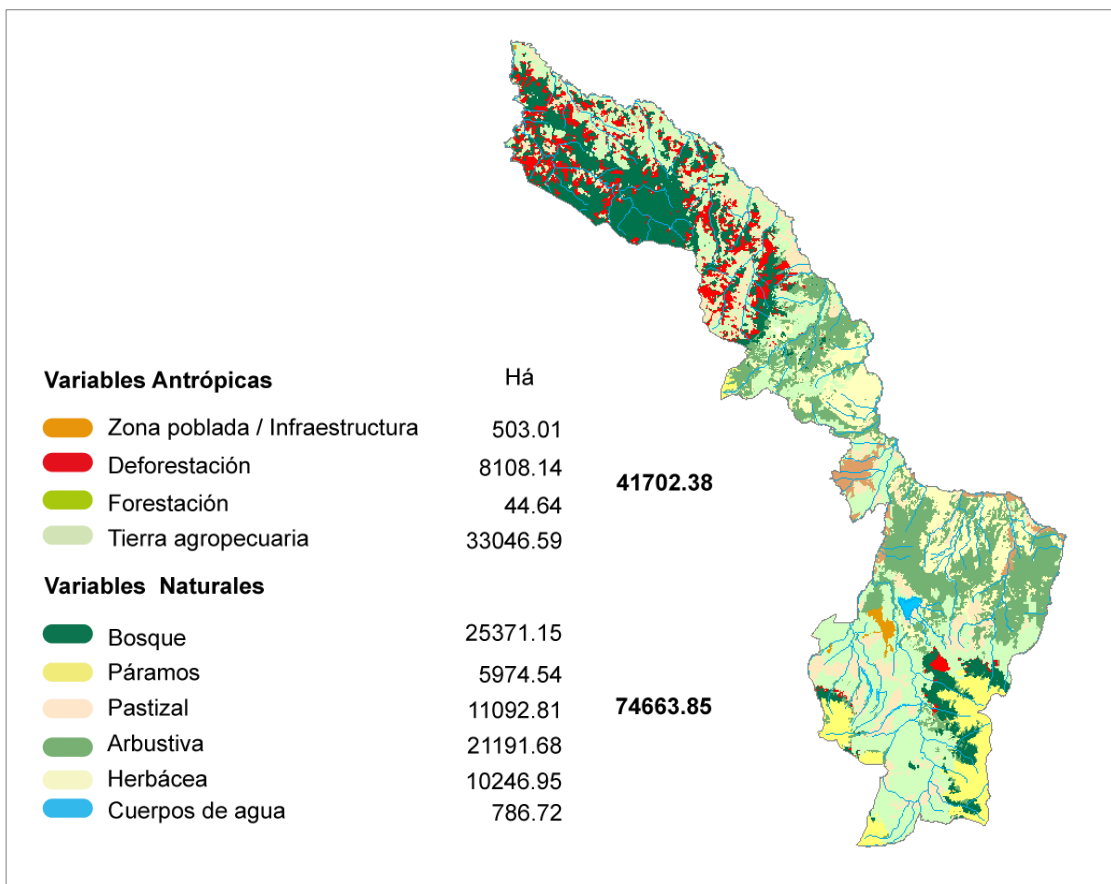 Variables Antrópicas Há
Zona poblada / Infraestructura 503.01
Deforestación 8108.14
41702.38
Forestación 44.64
Tierra agropecuaria 33046.59
Variables Naturales
Bosque 25371.15
Páramos 5974.54
Pastizal 11092.81
74663.85
Arbustiva 21191.68
Herbácea 10246.95
Cuerpos de agua 786.72